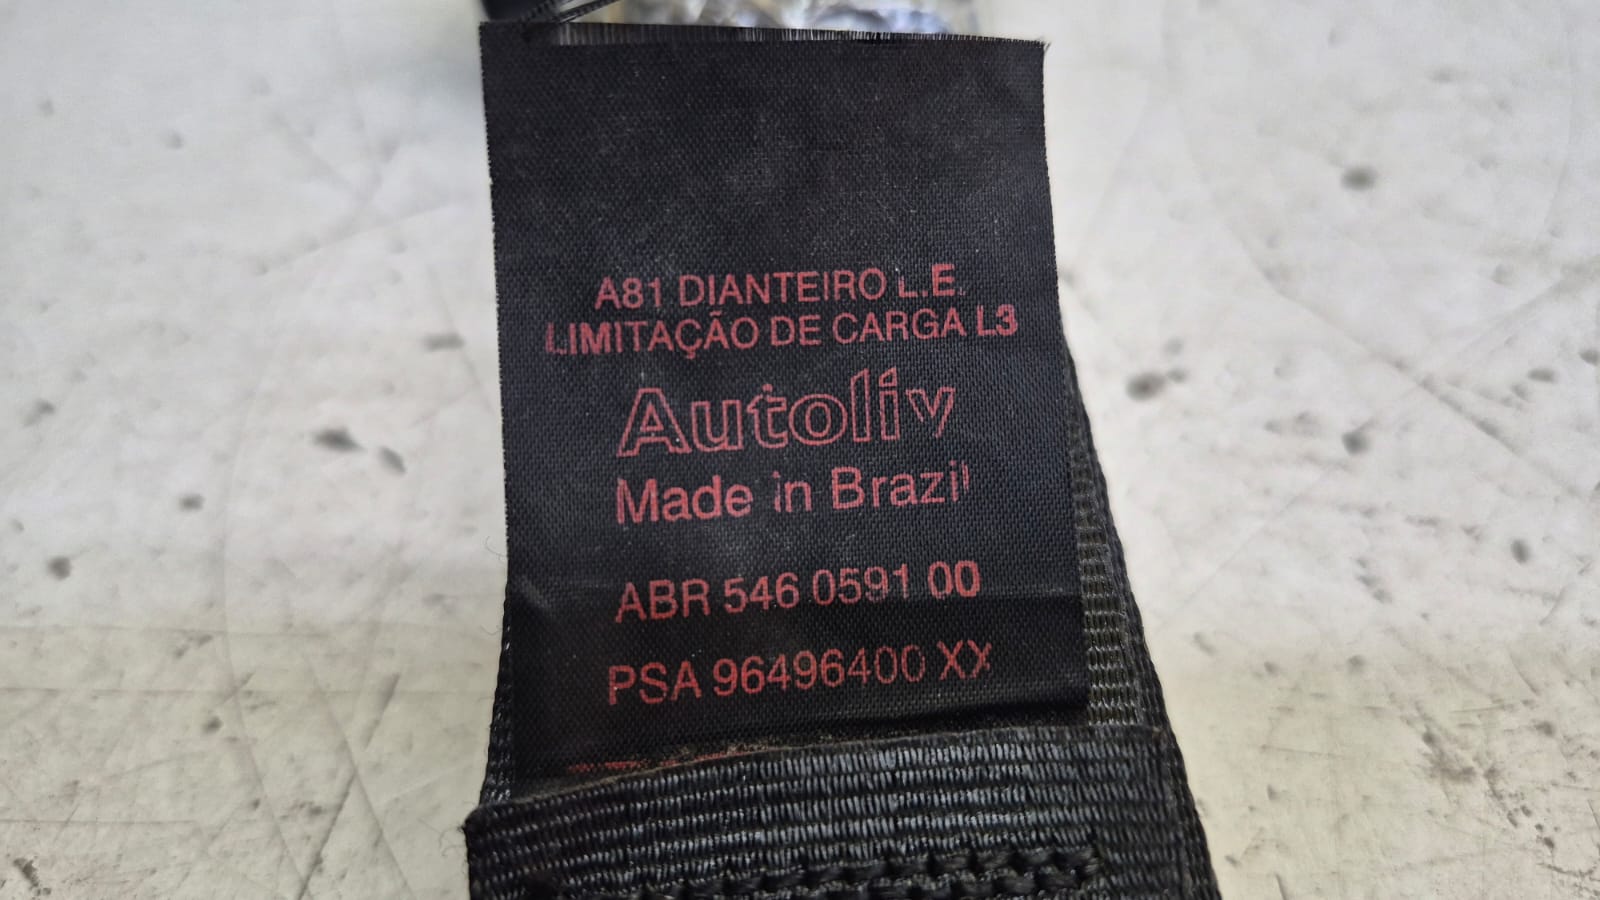 A81 DIANTEIRO L.E.
LIMITAÇÃO DE CARGA L3
Autoliv
Made in Brazil
ABR 546 0591 00
PSA 96496400 XX